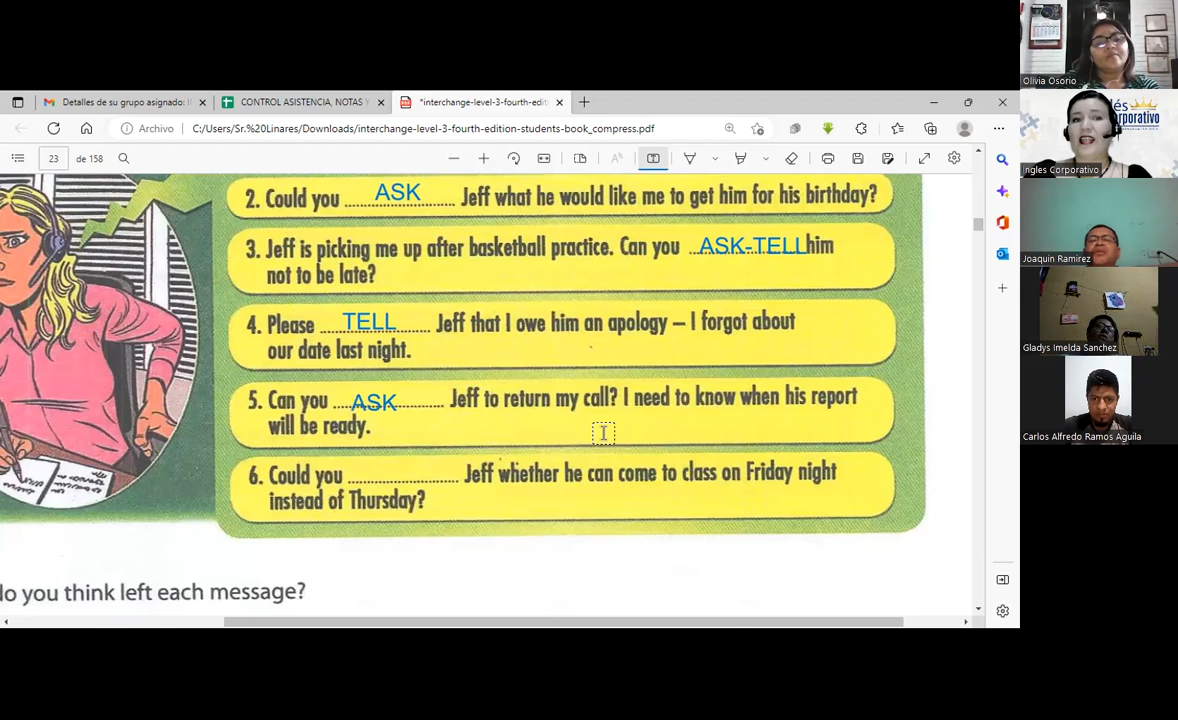 Detalles de su grupo asignado: I
CONTROL ASISTENCIA, NOTAS Y
*interchange-level-3-fourth-edit
Archivo
C:/Users/Sr.%20Linares/Downloads/interchange-level-3-fourth-edition-students-book_compress.pdf
23 de 158
2. Could you ASK Jeff what he would like me to get him for his birthday?
3. Jeff is picking me up after basketball practice. Can you ASK-TELL him
not to be late?
4. Please TELL Jeff that I owe him an apology – I forgot about
our date last night.
5. Can you ASK Jeff to return my call? I need to know when his report
will be ready.
6. Could you .............................. Jeff whether he can come to class on Friday night
instead of Thursday?
do you think left each message?
Olivia Osorio
és
orporativo
Ingles Corporativo
Joaquin Ramirez
Gladys Imelda Sanchez
Carlos Alfredo Ramos Aguila